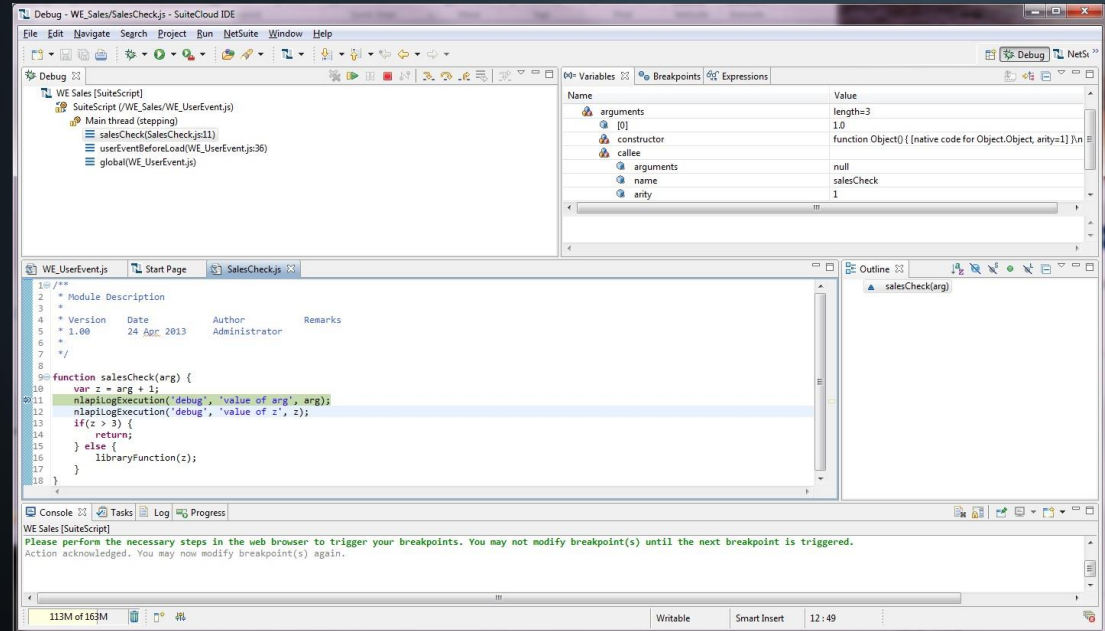 Debug - WE_Sales/SalesCheck.js - SuiteCloud IDE
File Edit Navigate Search Project Run NetSuite Window Help
Debug NetSu
Debug
WE Sales [SuiteScript]
SuiteScript (/WE_Sales/WE_UserEvent.js)
Main thread (stepping)
salesCheck(SalesCheck.js:11)
userEventBeforeLoad(WE_UserEvent.js:36)
global(WE_UserEvent.js)
Variables Breakpoints Expressions
Name Value
arguments length=3
[0] 1.0
constructor function Object() { [native code for Object.Object, arity=1] }\n
callee
arguments null
name salesCheck
arity 1
WE_UserEvent.js Start Page SalesCheck.js
1 /**
2 * Module Description
3 *
4 * Version Date Author Remarks
5 * 1.00 24 Apr 2013 Administrator
6 *
7 */
8
9 function salesCheck(arg) {
10 var z = arg + 1;
11 nlapiLogExecution('debug', 'value of arg', arg);
12 nlapiLogExecution('debug', 'value of z', z);
13 if(z > 3) {
14 return;
15 } else {
16 libraryFunction(z);
17 }
18 }
Outline
salesCheck(arg)
Console Tasks Log Progress
WE Sales [SuiteScript]
Please perform the necessary steps in the web browser to trigger your breakpoints. You may not modify breakpoint(s) until the next breakpoint is triggered.
Action acknowledged. You may now modify breakpoint(s) again.
113M of 163M Writable Smart Insert 12 : 49